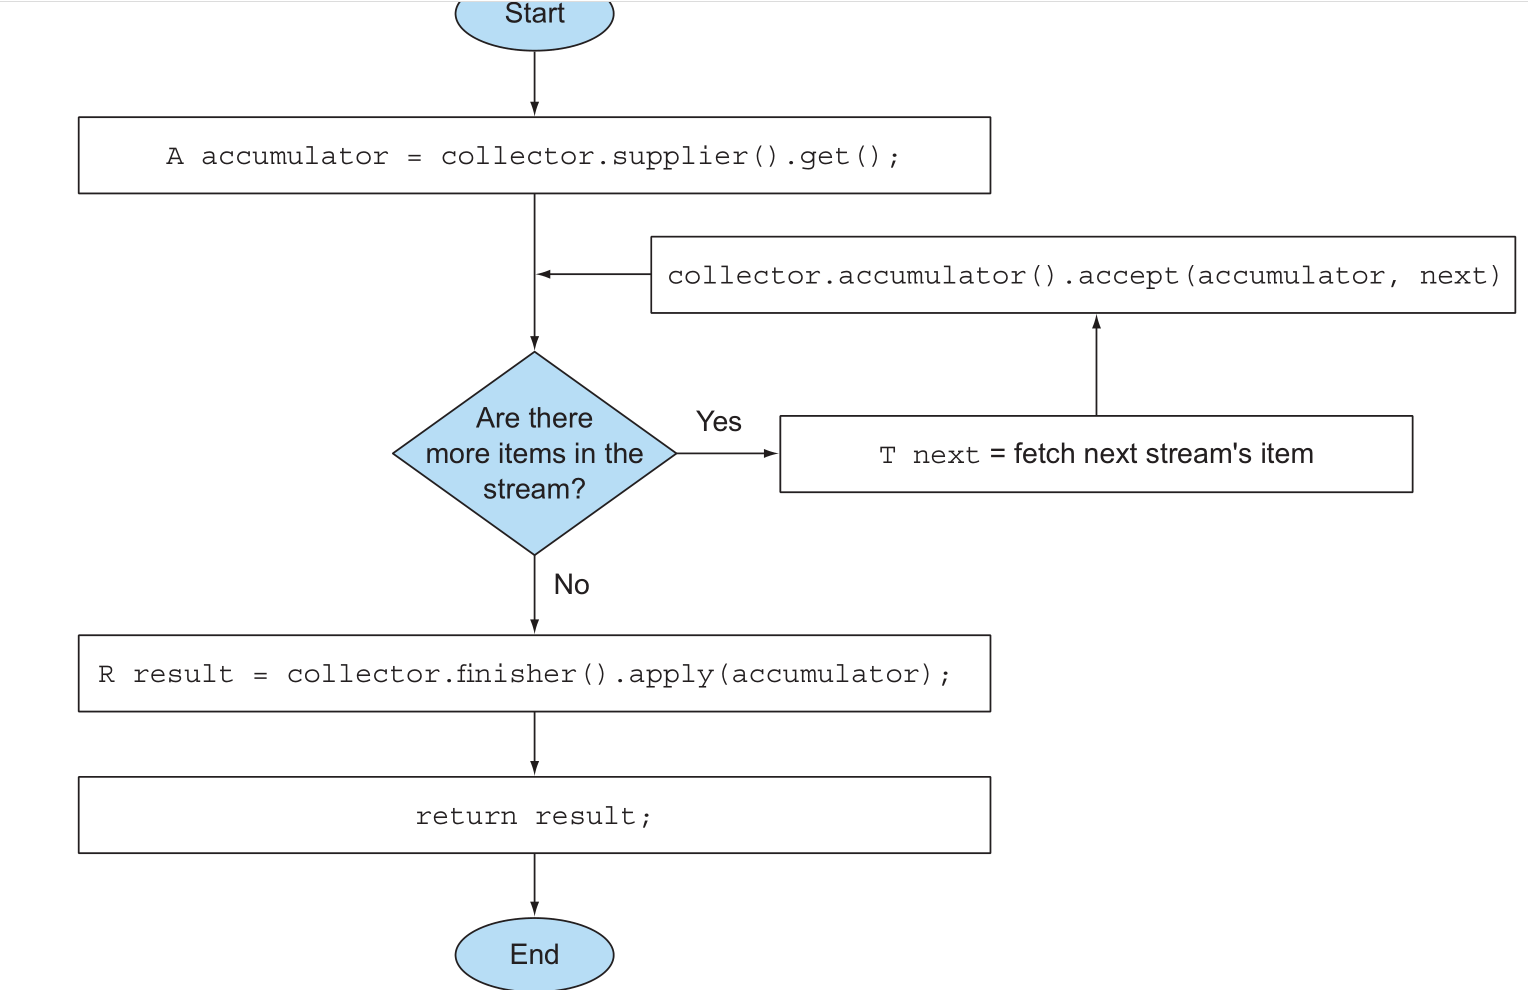 Start
A accumulator = collector.supplier().get();
collector.accumulator().accept(accumulator, next)
Are there
more items in the
stream?
Yes
T next = fetch next stream's item
No
R result = collector.finisher().apply(accumulator);
return result;
End